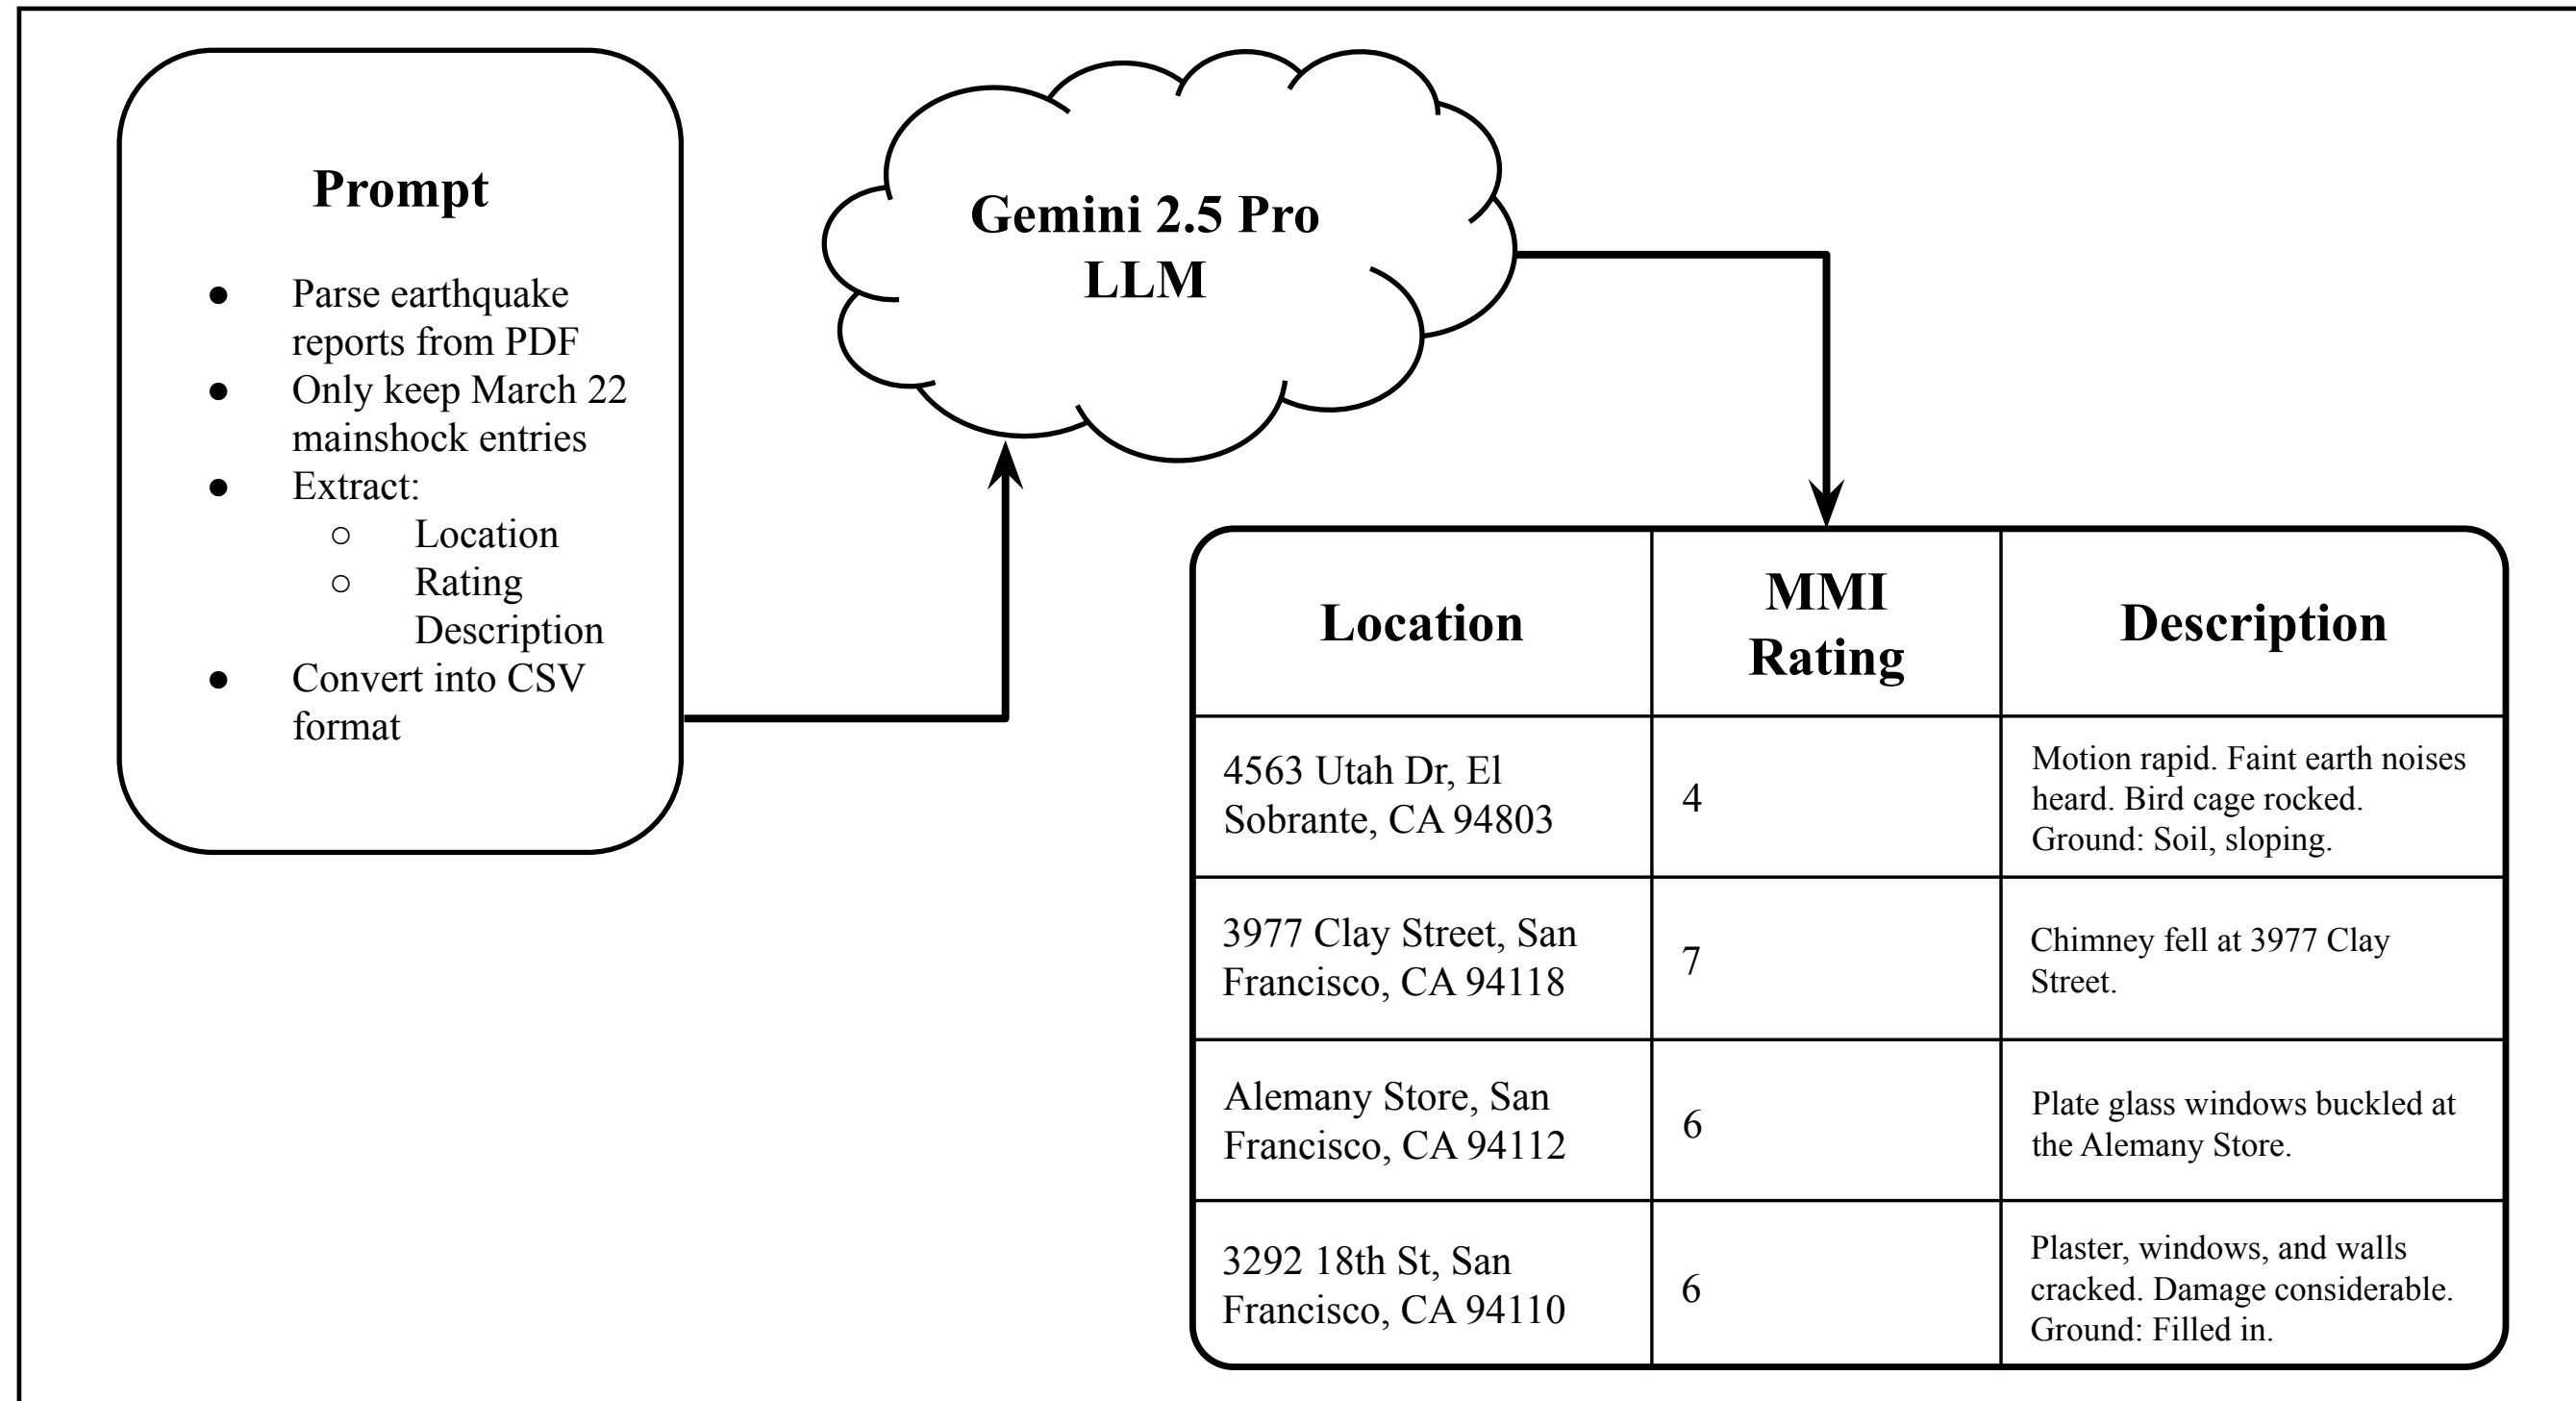 Prompt
● Parse earthquake
reports from PDF
● Only keep March 22
mainshock entries
● Extract:
○ Location
○ Rating
Description
● Convert into CSV
format
Gemini 2.5 Pro
LLM
Location
MMI
Rating
Description
4563 Utah Dr, El
Sobrante, CA 94803
4
Motion rapid. Faint earth noises
heard. Bird cage rocked.
Ground: Soil, sloping.
3977 Clay Street, San
Francisco, CA 94118
7
Chimney fell at 3977 Clay
Street.
Alemany Store, San
Francisco, CA 94112
6
Plate glass windows buckled at
the Alemany Store.
3292 18th St, San
Francisco, CA 94110
6
Plaster, windows, and walls
cracked. Damage considerable.
Ground: Filled in.